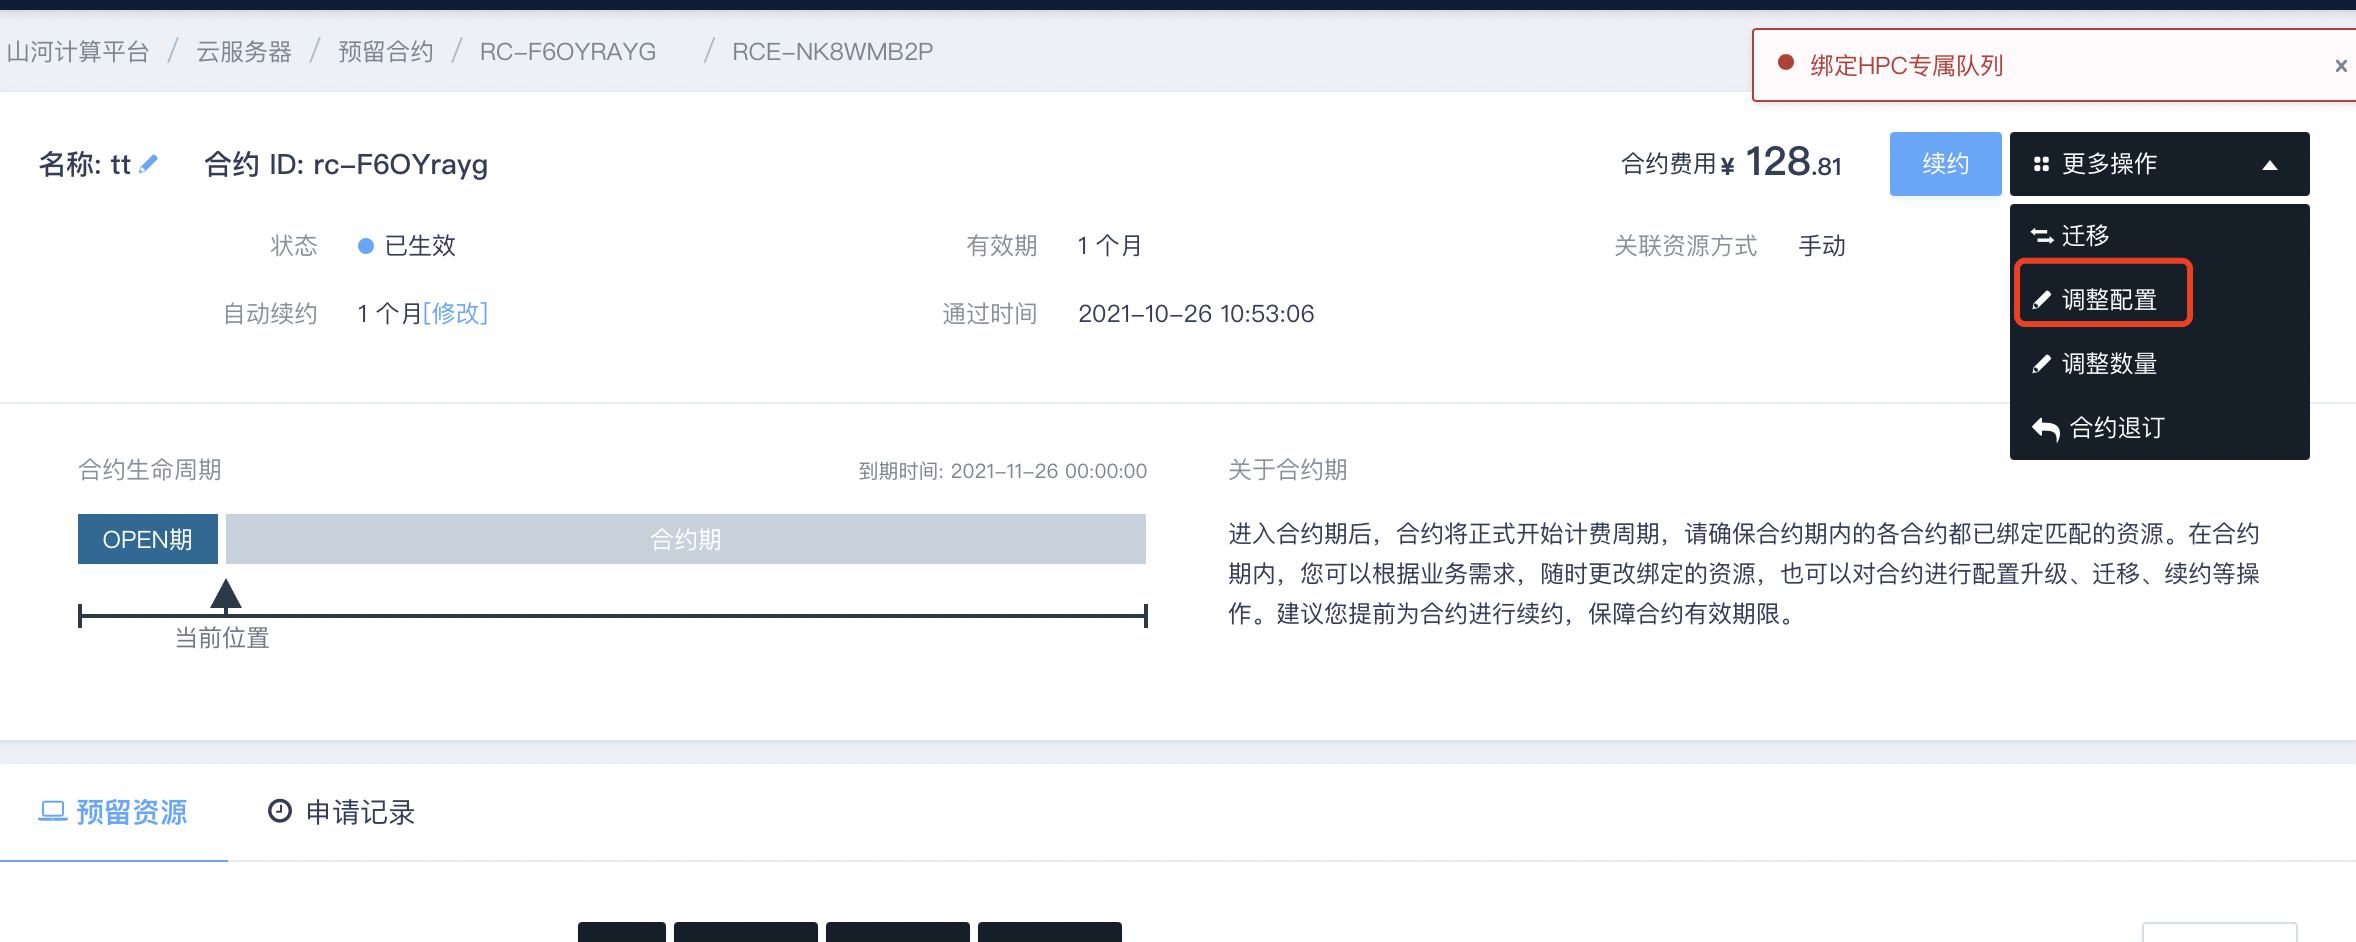 山河计算平台 / 云服务器 / 预留合约 / RC-F6OYRAYG / RCE-NK8WMB2P
绑定HPC专属队列 ×
名称: tt 合约 ID: rc-F6OYrayg
合约费用 ¥ 128.81
续约
更多操作
迁移
调整配置
调整数量
合约退订
状态 已生效
有效期 1 个月
关联资源方式 手动
自动续约 1 个月[修改]
通过时间 2021-10-26 10:53:06
合约生命周期
到期时间: 2021-11-26 00:00:00
OPEN期
合约期
当前位置
关于合约期
进入合约期后，合约将正式开始计费周期，请确保合约期内的各合约都已绑定匹配的资源。在合约
期内，您可以根据业务需求，随时更改绑定的资源，也可以对合约进行配置升级、迁移、续约等操
作。建议您提前为合约进行续约，保障合约有效期限。
预留资源
申请记录